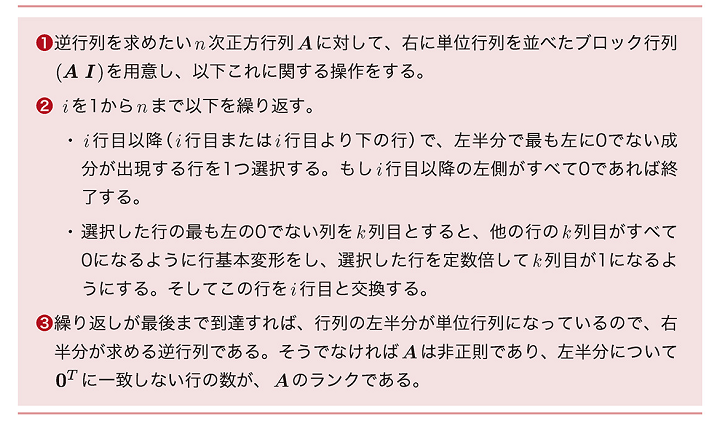 ❶逆行列を求めたいn次正方行列Aに対して、右に単位行列を並べたブロック行列
(A I)を用意し、以下これに関する操作をする。
❷ iを1からnまで以下を繰り返す。
・i行目以降(i行目またはi行目より下の行)で、左半分で最も左に0でない成
分が出現する行を1つ選択する。もしi行目以降の左側がすべて0であれば終
了する。
・選択した行の最も左の0でない列をk列目とすると、他の行のk列目がすべて
0になるように行基本変形をし、選択した行を定数倍してk列目が1になるよ
うにする。そしてこの行をi行目と交換する。
❸繰り返しが最後まで到達すれば、行列の左半分が単位行列になっているので、右
半分が求める逆行列である。そうでなければAは非正則であり、左半分について
0ᵀに一致しない行の数が、Aのランクである。